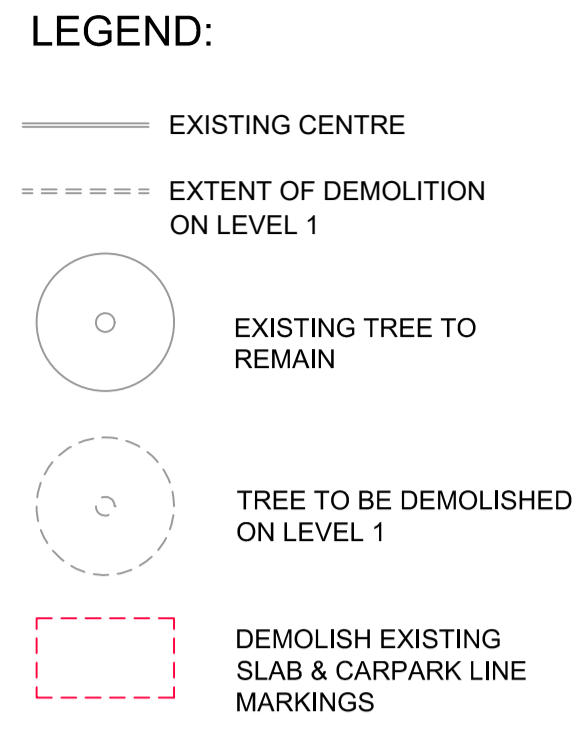 LEGEND:
EXISTING CENTRE
EXTENT OF DEMOLITION
ON LEVEL 1
EXISTING TREE TO
REMAIN
TREE TO BE DEMOLISHED
ON LEVEL 1
DEMOLISH EXISTING
SLAB & CARPARK LINE
MARKINGS